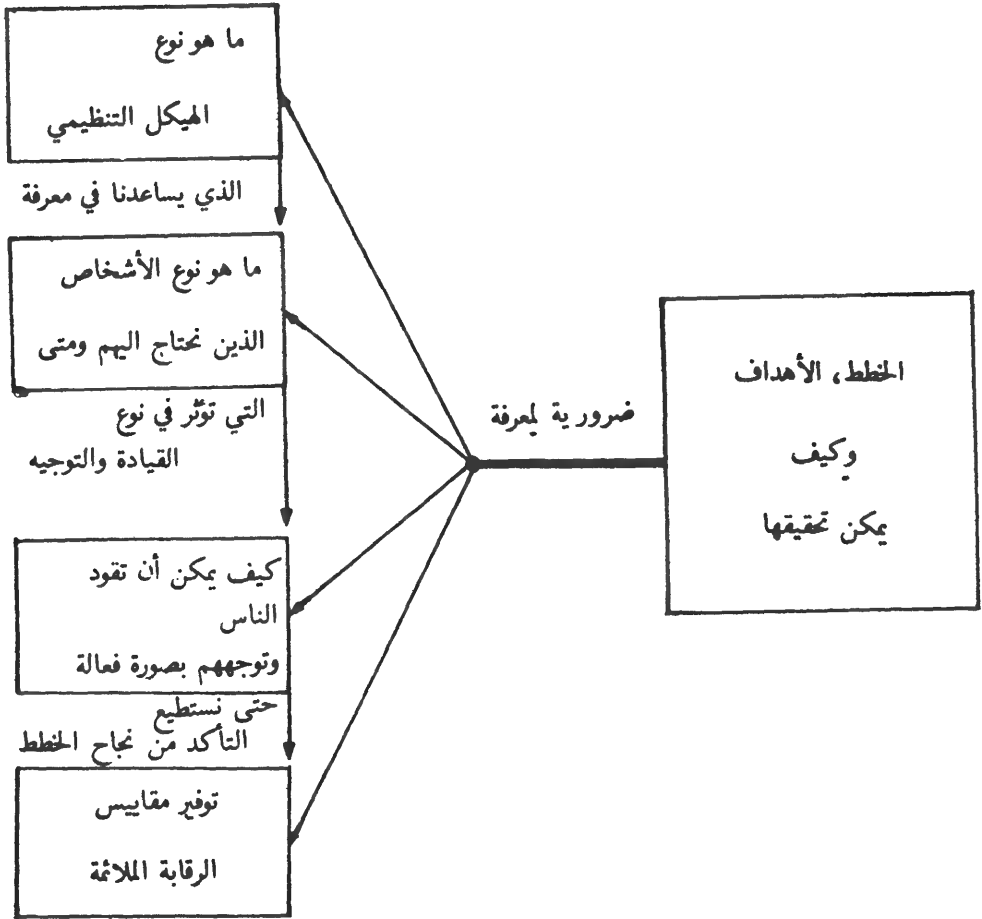 الخطط، الأهداف
وكيف
يمكن تحقيقها
ضرورية لمعرفة
ما هو نوع
الهيكل التنظيمي
الذي يساعدنا في معرفة
ما هو نوع الأشخاص
الذين نحتاج اليهم ومتى
التي تؤثر في نوع
القيادة والتوجيه
كيف يمكن أن تقود
الناس
وتوجههم بصورة فعالة
حتى نستطيع
التأكد من نجاح الخطط
توفير مقاييس
الرقابة الملائمة